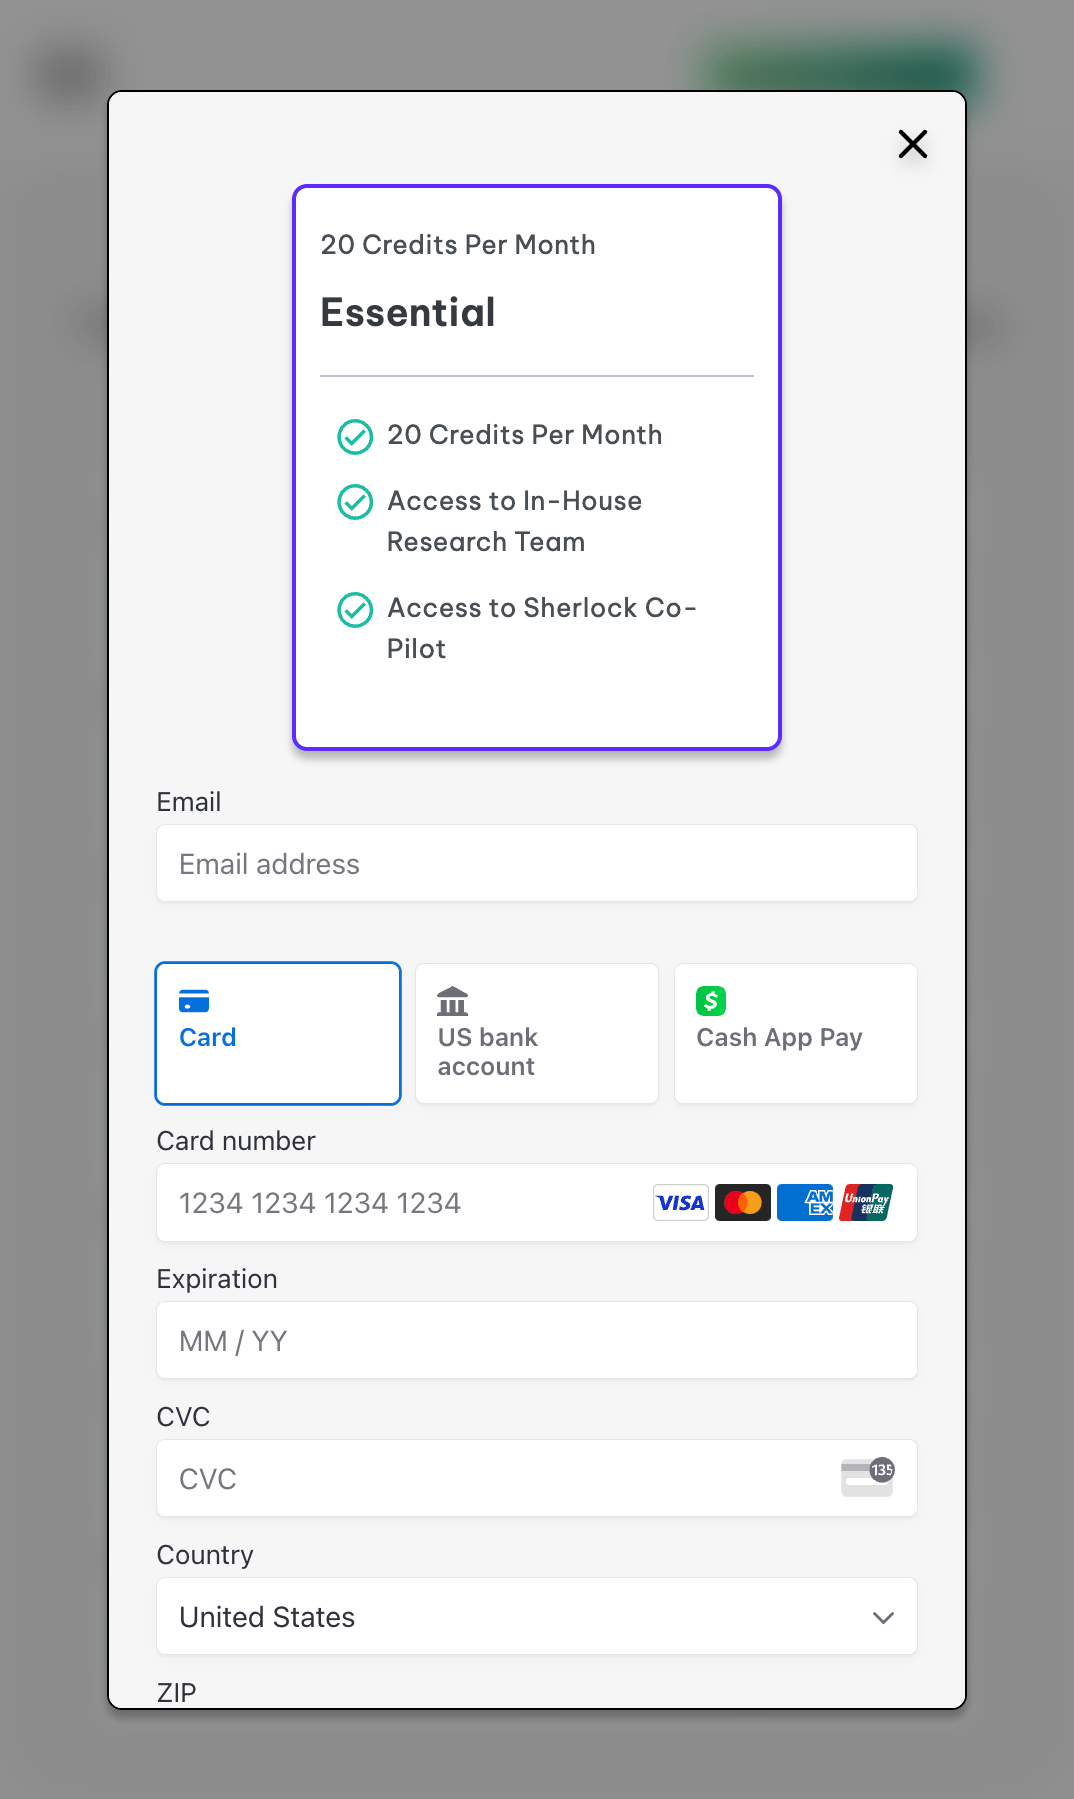 20 Credits Per Month
Essential
20 Credits Per Month
Access to In-House
Research Team
Access to Sherlock Co-
Pilot
Email
Email address
Card
US bank
account
Cash App Pay
Card number
1234 1234 1234 1234
VISA
AM
EX
UnionPay
银联
Expiration
MM / YY
CVC
CVC
135
Country
United States
ZIP